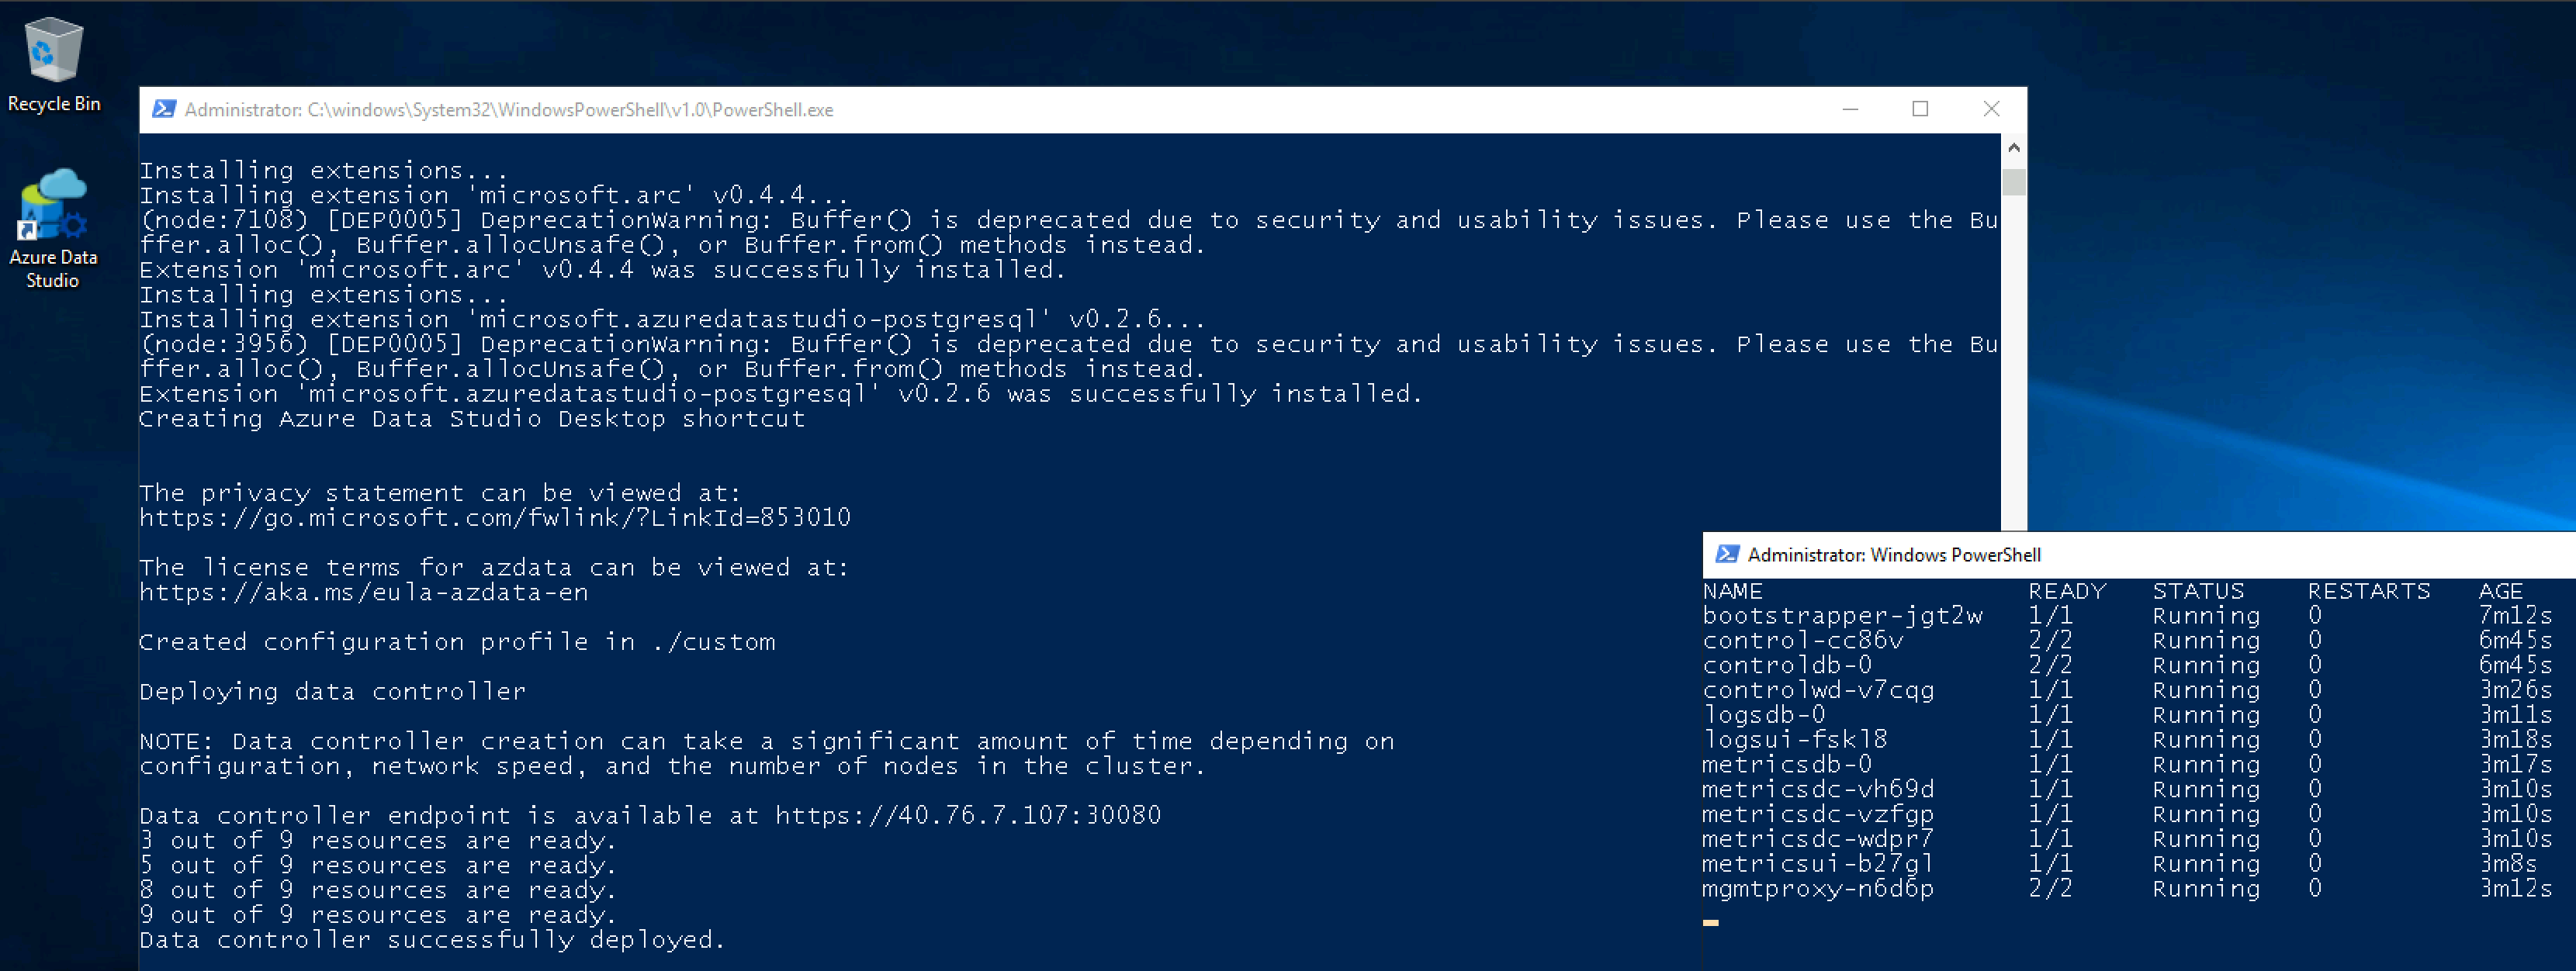 Recycle Bin
Azure Data
Studio
Administrator: C:\windows\System32\WindowsPowerShell\v1.0\PowerShell.exe
Installing extensions...
Installing extension 'microsoft.arc' v0.4.4...
(node:7108) [DEP0005] DeprecationWarning: Buffer() is deprecated due to security and usability issues. Please use the Bu
ffer.alloc(), Buffer.allocUnsafe(), or Buffer.from() methods instead.
Extension 'microsoft.arc' v0.4.4 was successfully installed.
Installing extensions...
Installing extension 'microsoft.azuredatastudio-postgresql' v0.2.6...
(node:3956) [DEP0005] DeprecationWarning: Buffer() is deprecated due to security and usability issues. Please use the Bu
ffer.alloc(), Buffer.allocUnsafe(), or Buffer.from() methods instead.
Extension 'microsoft.azuredatastudio-postgresql' v0.2.6 was successfully installed.
Creating Azure Data Studio Desktop shortcut
The privacy statement can be viewed at:
https://go.microsoft.com/fwlink/?LinkId=853010
The license terms for azdata can be viewed at:
https://aka.ms/eula-azdata-en
Created configuration profile in ./custom
Deploying data controller
NOTE: Data controller creation can take a significant amount of time depending on
configuration, network speed, and the number of nodes in the cluster.
Data controller endpoint is available at https://40.76.7.107:30080
3 out of 9 resources are ready.
5 out of 9 resources are ready.
8 out of 9 resources are ready.
9 out of 9 resources are ready.
Data controller successfully deployed.
Administrator: Windows PowerShell
NAME READY STATUS RESTARTS AGE
bootstrapper-jgt2w 1/1 Running 0 7m12s
control-cc86v 2/2 Running 0 6m45s
controldb-0 2/2 Running 0 6m45s
controlwd-v7cqg 1/1 Running 0 3m26s
logsdb-0 1/1 Running 0 3m11s
logsui-fskl8 1/1 Running 0 3m18s
metricsdb-0 1/1 Running 0 3m17s
metricsdc-vh69d 1/1 Running 0 3m10s
metricsdc-vzfgp 1/1 Running 0 3m10s
metricsdc-wdpr7 1/1 Running 0 3m10s
metricsui-b27gl 1/1 Running 0 3m8s
mgmtproxy-n6d6p 2/2 Running 0 3m12s